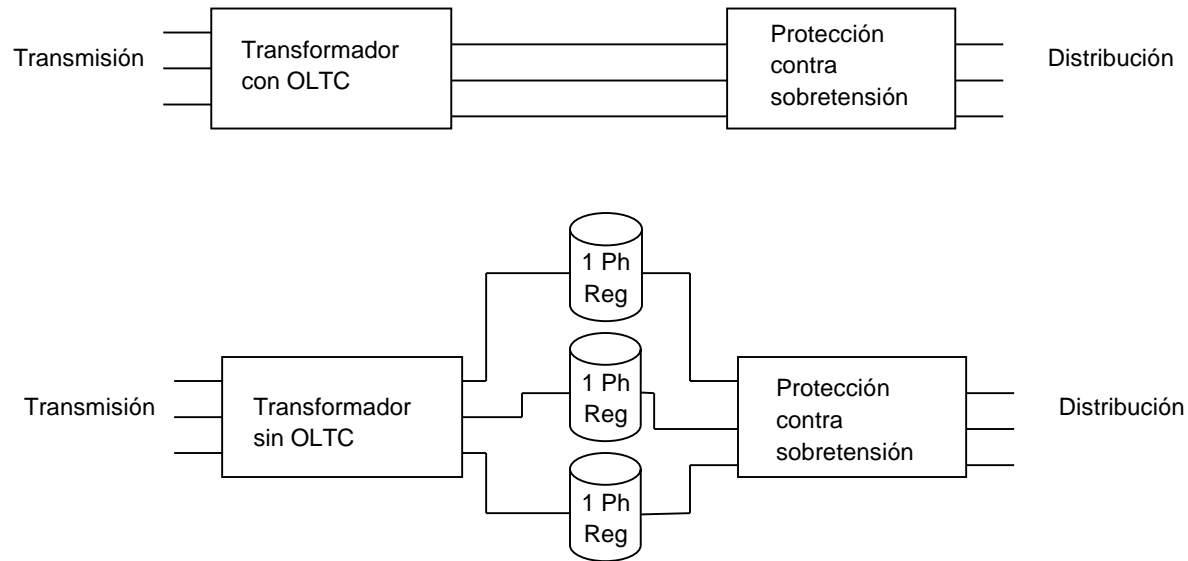 Transmisión
Transformador
con OLTC
Protección
contra
sobretensión
Distribución
1 Ph
Reg
1 Ph
Reg
1 Ph
Reg
Transmisión
Transformador
sin OLTC
Protección
contra
sobretensión
Distribución